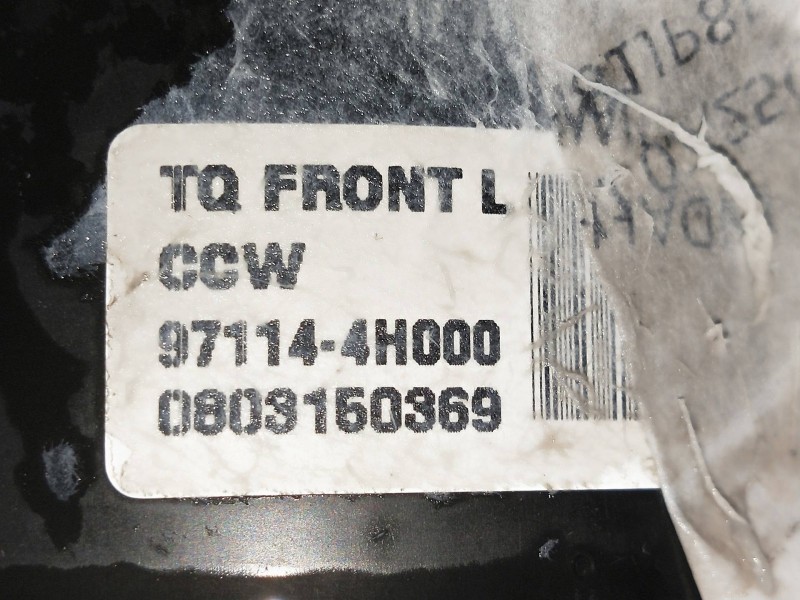 TQ FRONT L
CCW
97114-4H000
0803150369